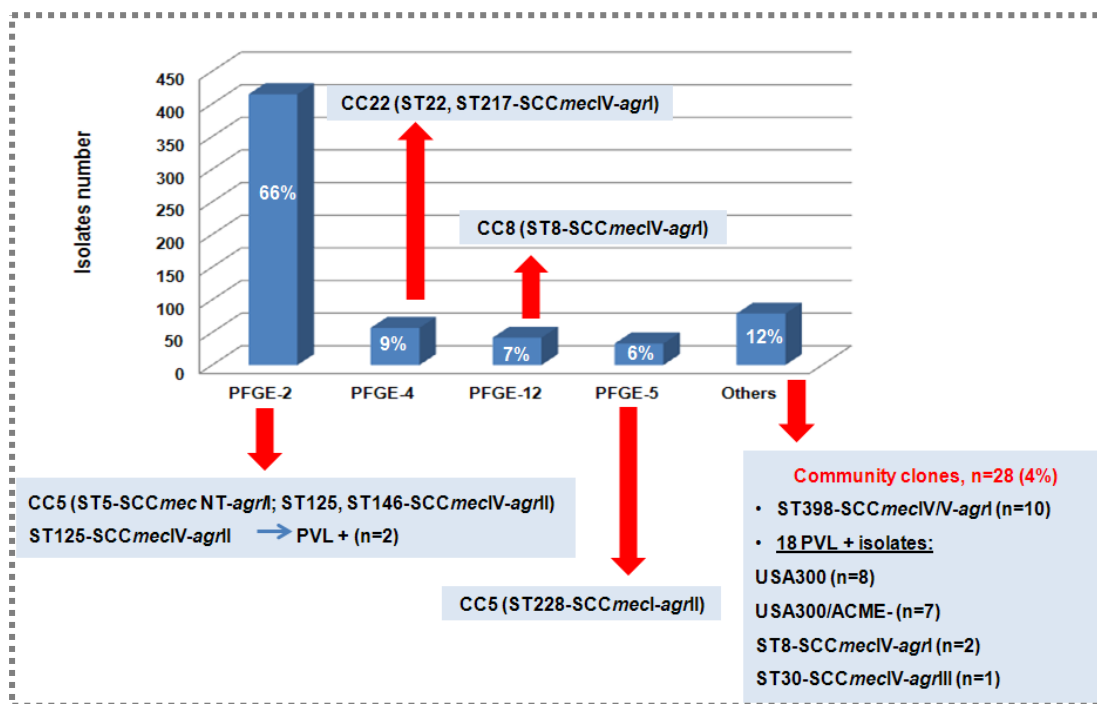 450
400
350
300
250
200
150
100
50
0
Isolates number
CC22 (ST22, ST217-SCCmecIV-agrI)
CC8 (ST8-SCCmecIV-agrI)
66%
9%
7%
6%
12%
PFGE-2
PFGE-4
PFGE-12
PFGE-5
Others
CC5 (ST5-SCCmec NT-agrI; ST125, ST146-SCCmecIV-agrII)
ST125-SCCmecIV-agrII → PVL + (n=2)
CC5 (ST228-SCCmecI-agrII)
Community clones, n=28 (4%)
• ST398-SCCmecIV/V-agrI (n=10)
• 18 PVL + isolates:
USA300 (n=8)
USA300/ACME- (n=7)
ST8-SCCmecIV-agrI (n=2)
ST30-SCCmecIV-agrIII (n=1)